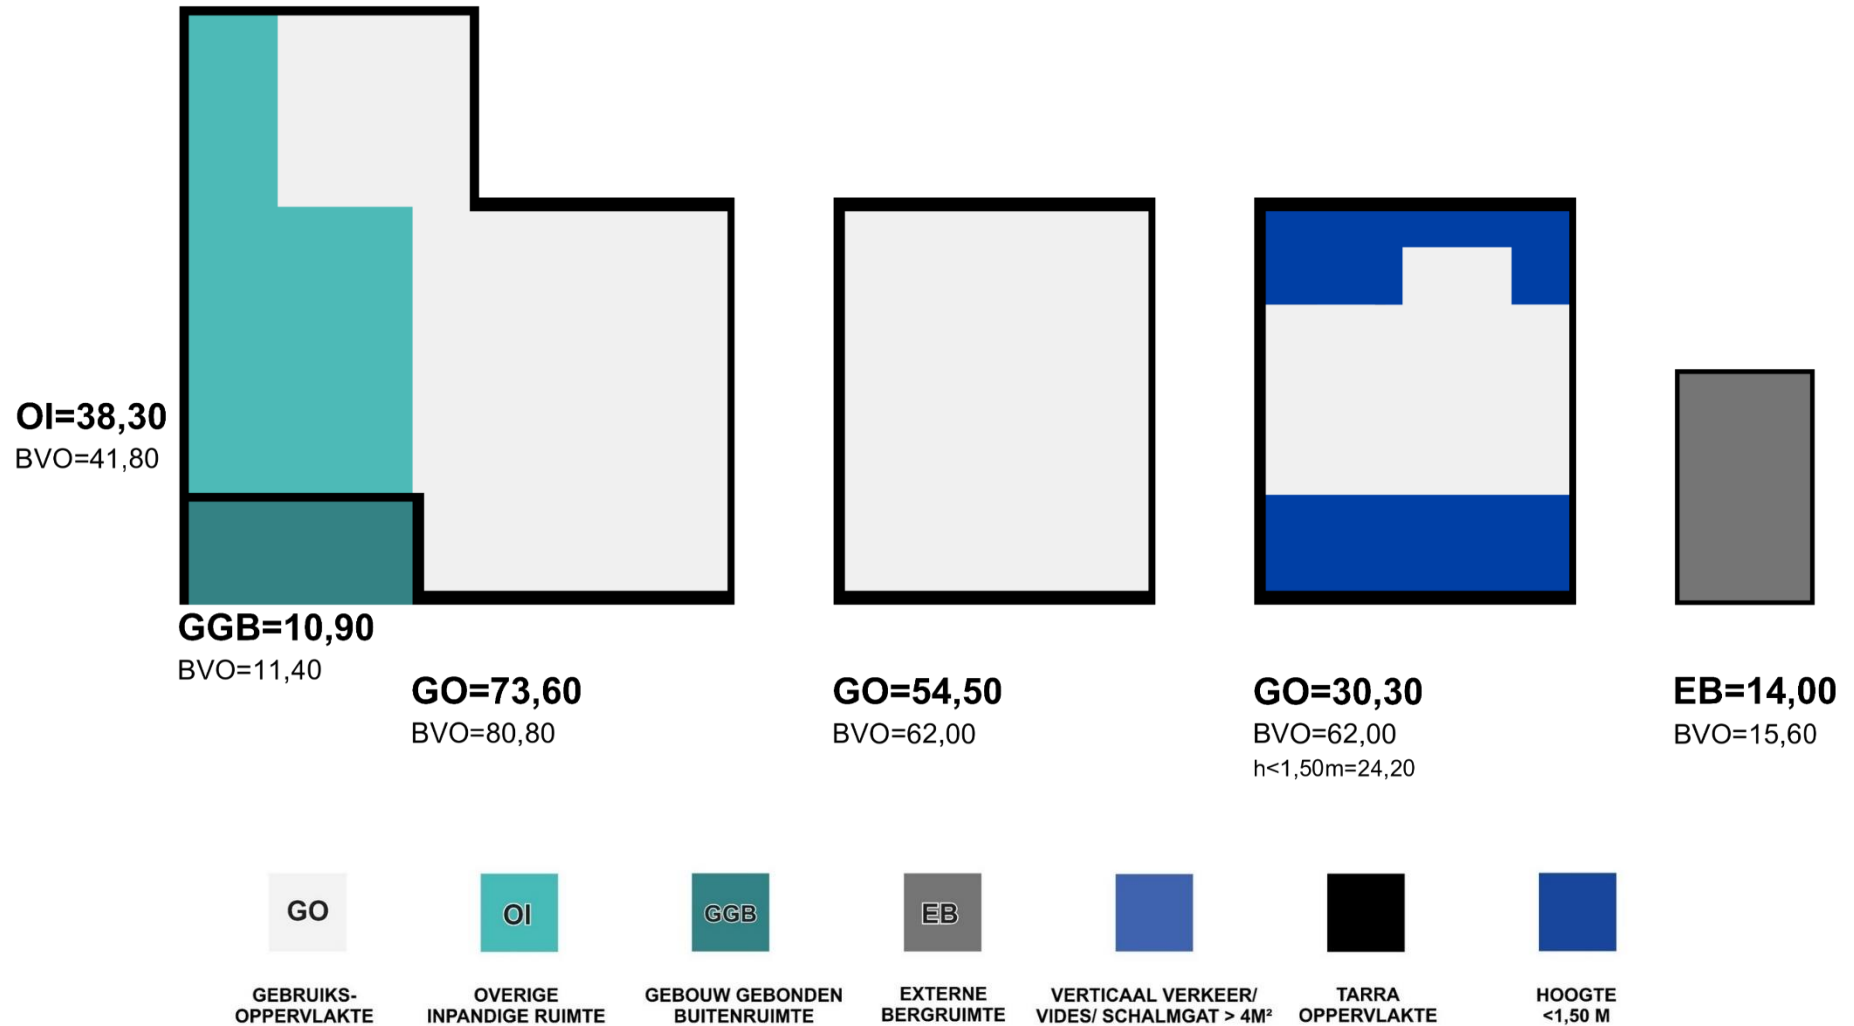 OI=38,30
BVO=41,80
GGB=10,90
BVO=11,40
GO=73,60
BVO=80,80
GO=54,50
BVO=62,00
GO=30,30
BVO=62,00
h<1,50m=24,20
EB=14,00
BVO=15,60
GO
OI
GGB
EB
GEBRUIKS-
OPPERVLAKTE
OVERIGE
INPANDIGE RUIMTE
GEBOUW GEBONDEN
BUITENRUIMTE
EXTERNE
BERGRUIMTE
VERTICAAL VERKEER/
VIDES/ SCHALMGAT > 4M²
TARRA
OPPERVLAKTE
HOOGTE
<1,50 M